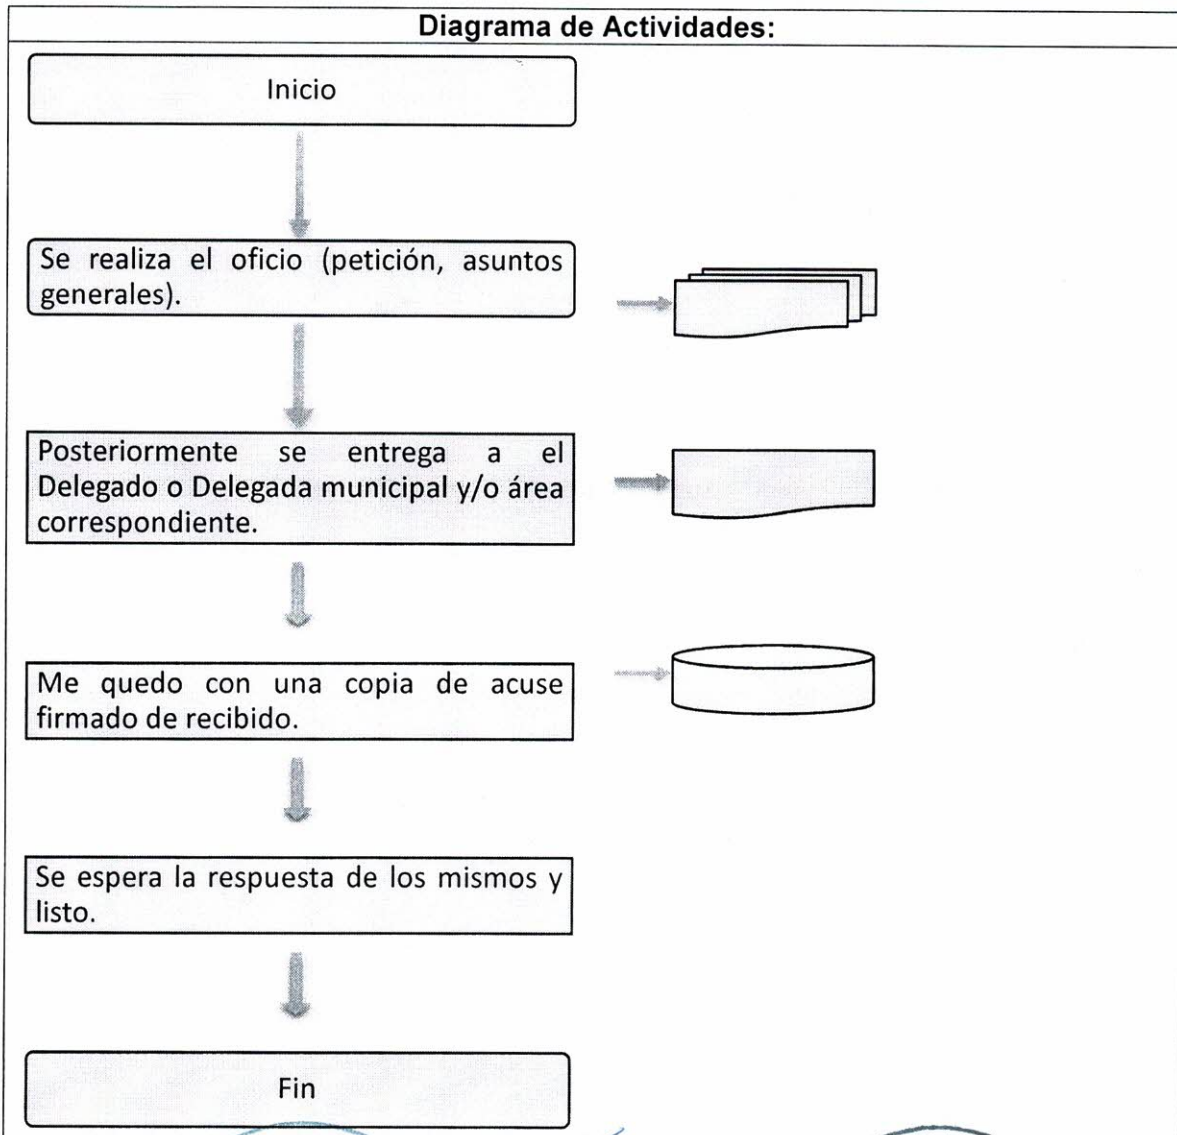 Diagrama de Actividades:
Inicio
Se realiza el oficio (petición, asuntos
generales).
Posteriormente se entrega a el
Delegado o Delegada municipal y/o área
correspondiente.
Me quedo con una copia de acuse
firmado de recibido.
Se espera la respuesta de los mismos y
listo.
Fin